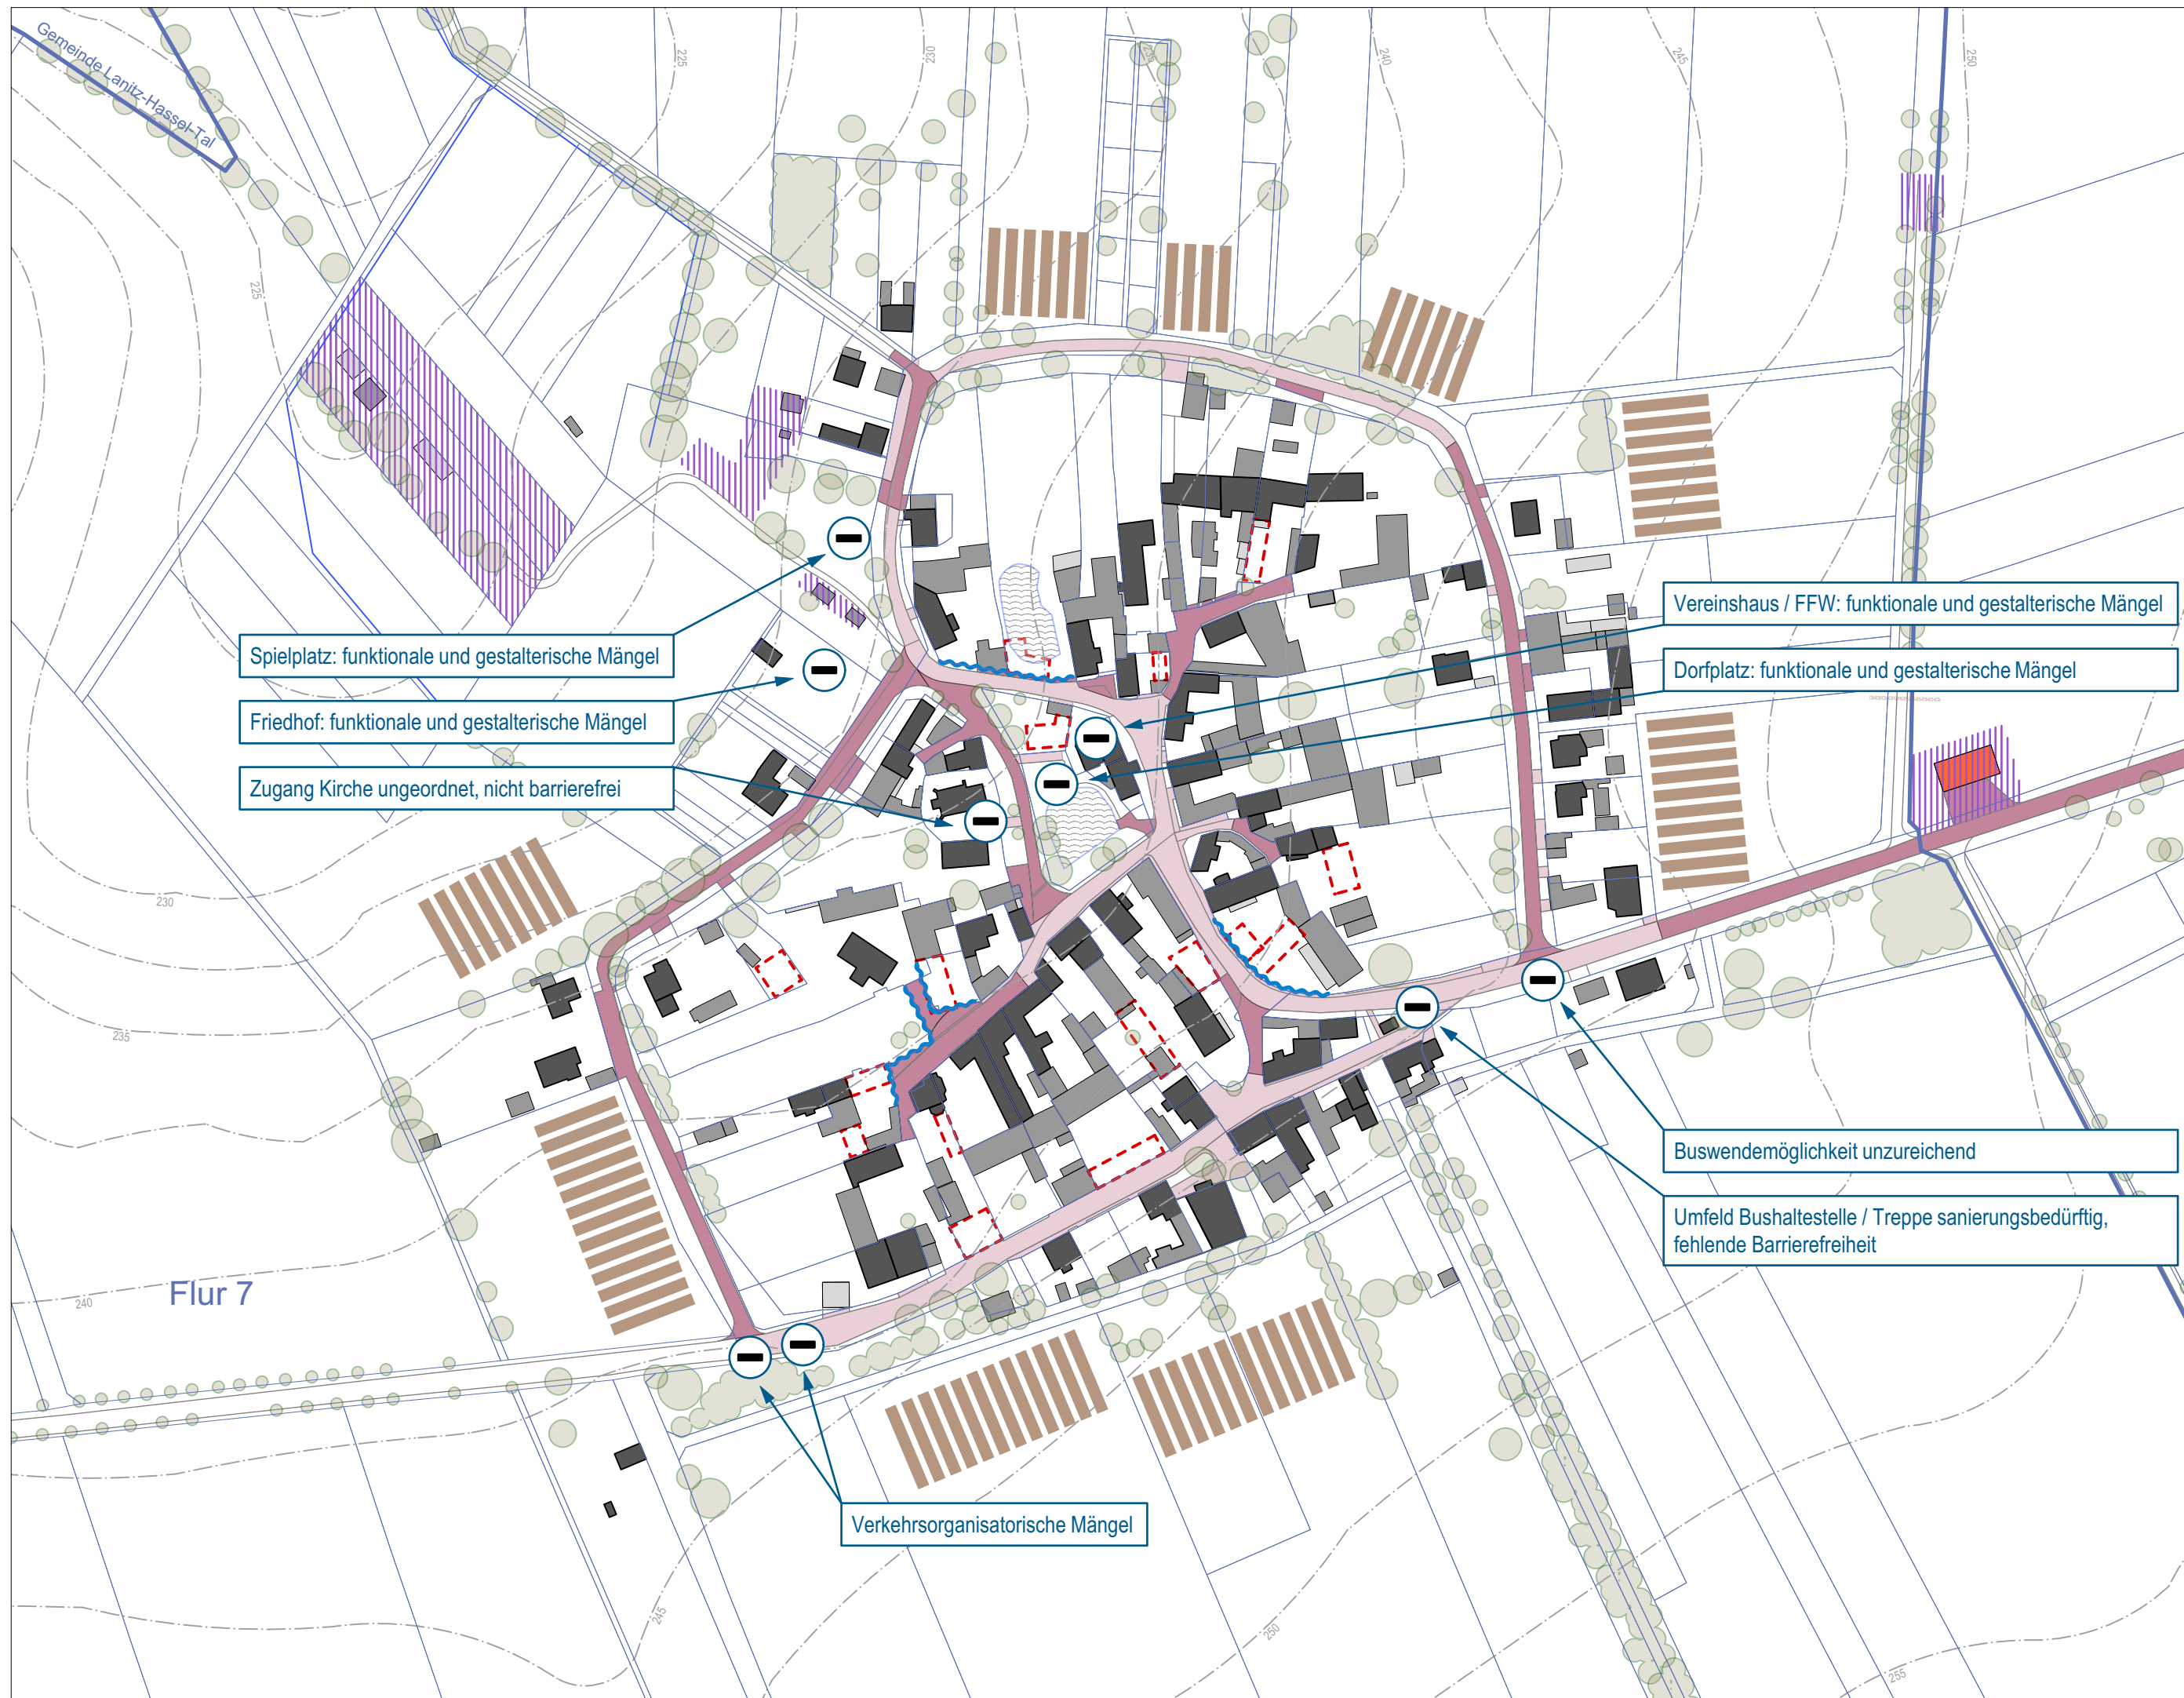 Gemeinde Lanitz-Hassel-Tal
225
230
235
240
245
250
225
Spielplatz: funktionale und gestalterische Mängel
Friedhof: funktionale und gestalterische Mängel
Zugang Kirche ungeordnet, nicht barrierefrei
Vereinshaus / FFW: funktionale und gestalterische Mängel
Dorfplatz: funktionale und gestalterische Mängel
230
235
240
Flur 7
Buswendemöglichkeit unzureichend
Umfeld Bushaltestelle / Treppe sanierungsbedürftig,
fehlende Barrierefreiheit
Verkehrsorganisatorische Mängel
245
250
255